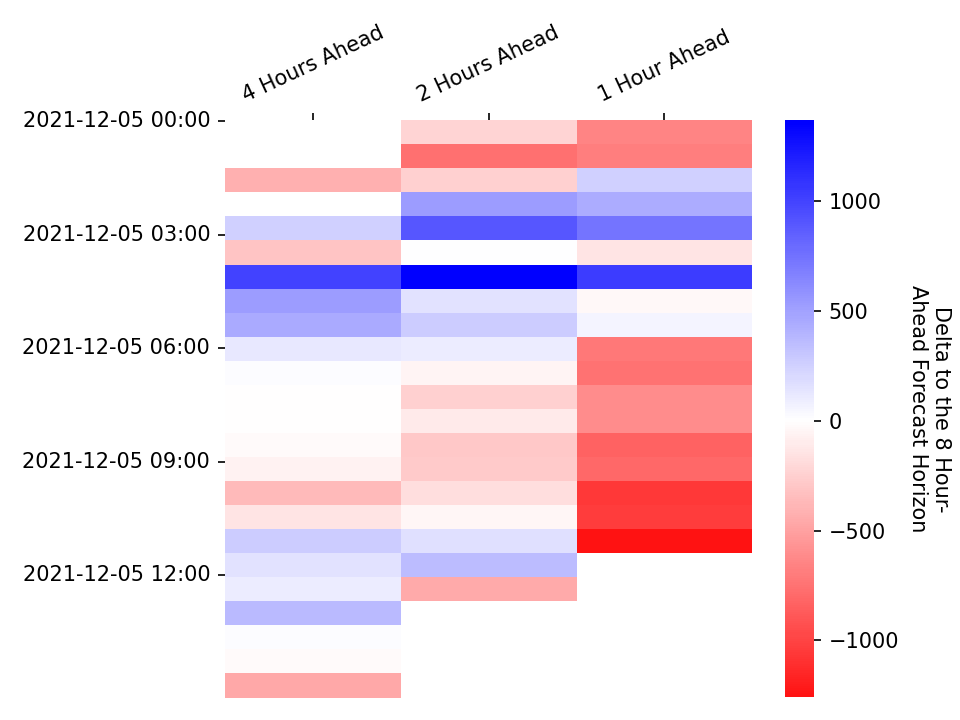 4 Hours Ahead
2 Hours Ahead
1 Hour Ahead
2021-12-05 00:00
2021-12-05 03:00
2021-12-05 06:00
2021-12-05 09:00
2021-12-05 12:00
1000
500
0
−500
−1000
Delta to the 8 Hour-
Ahead Forecast Horizon